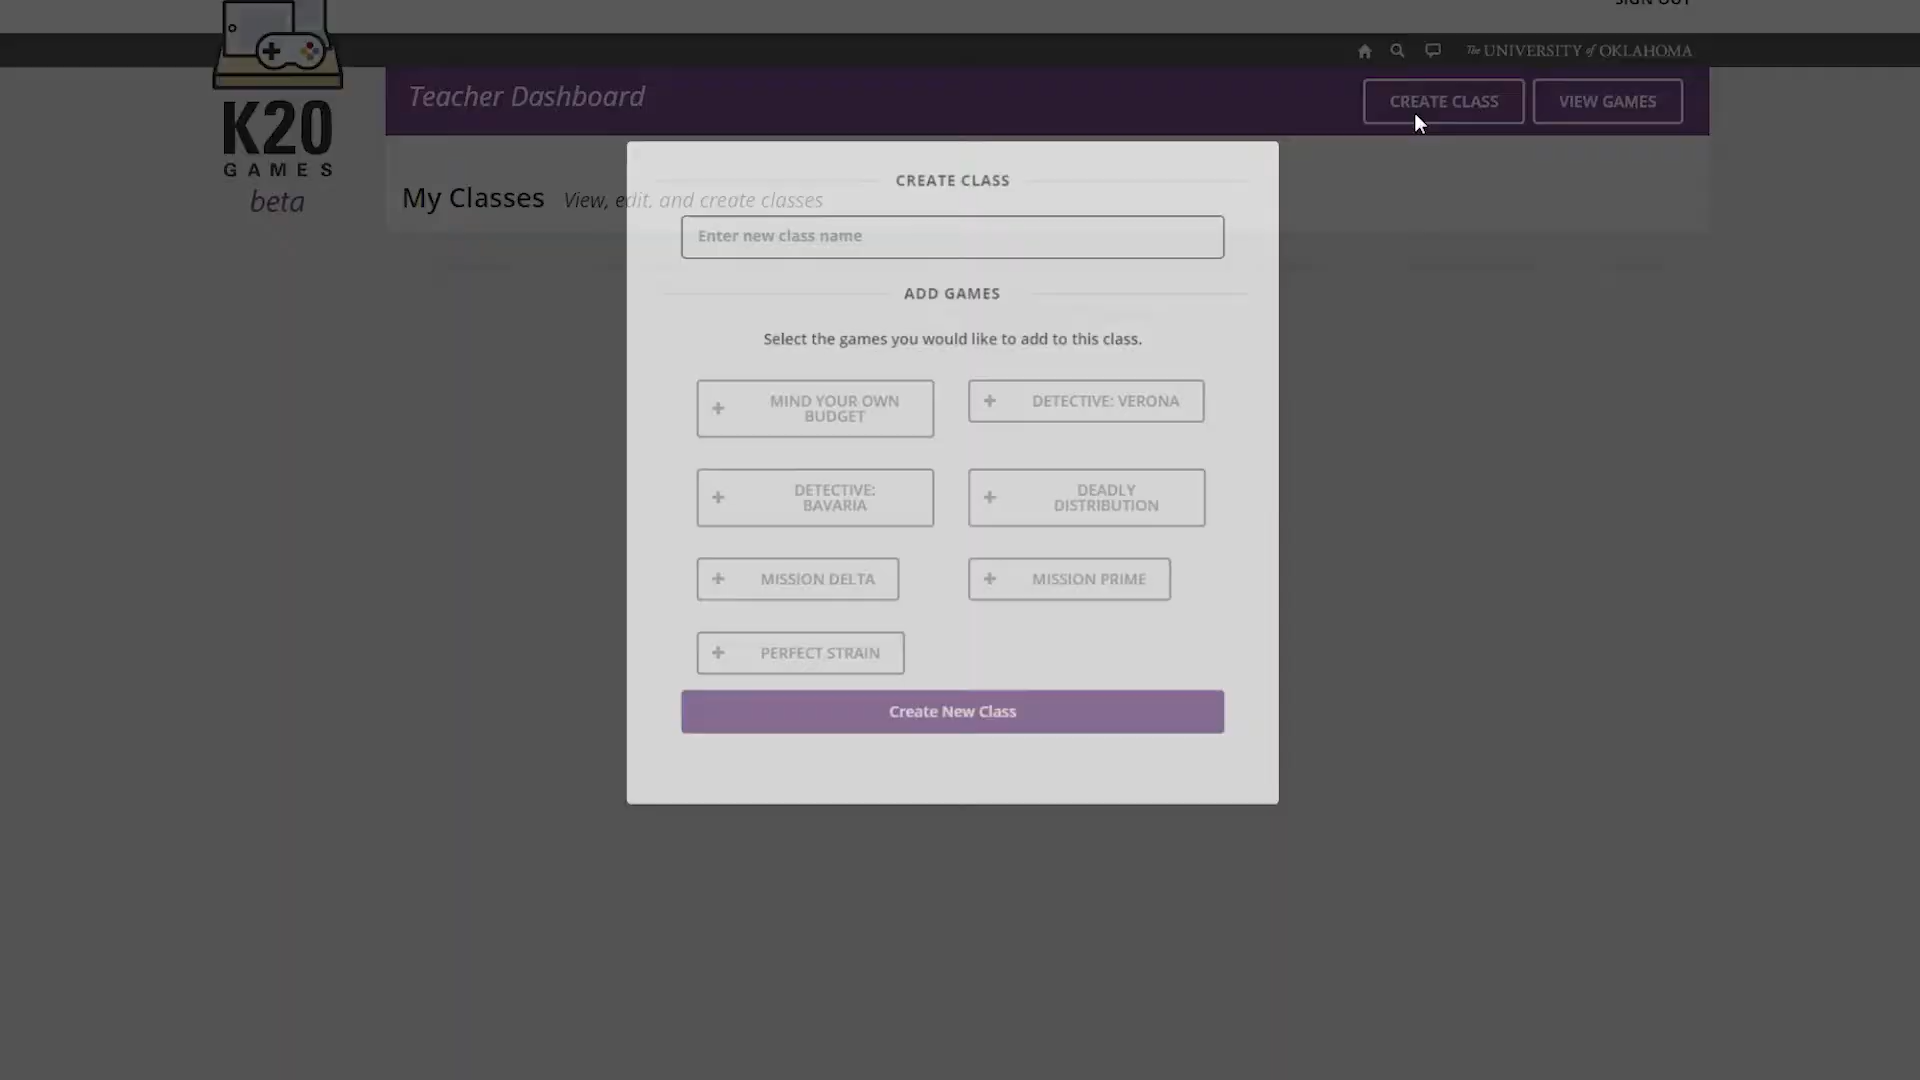 SIGN OUT
The UNIVERSITY of OKLAHOMA
K20
GAMES
beta
Teacher Dashboard
CREATE CLASS
VIEW GAMES
My Classes
View, edit, and create classes
CREATE CLASS
Enter new class name
ADD GAMES
Select the games you would like to add to this class.
MIND YOUR OWN
BUDGET
DETECTIVE: VERONA
DETECTIVE:
BAVARIA
DEADLY
DISTRIBUTION
MISSION DELTA
MISSION PRIME
PERFECT STRAIN
Create New Class